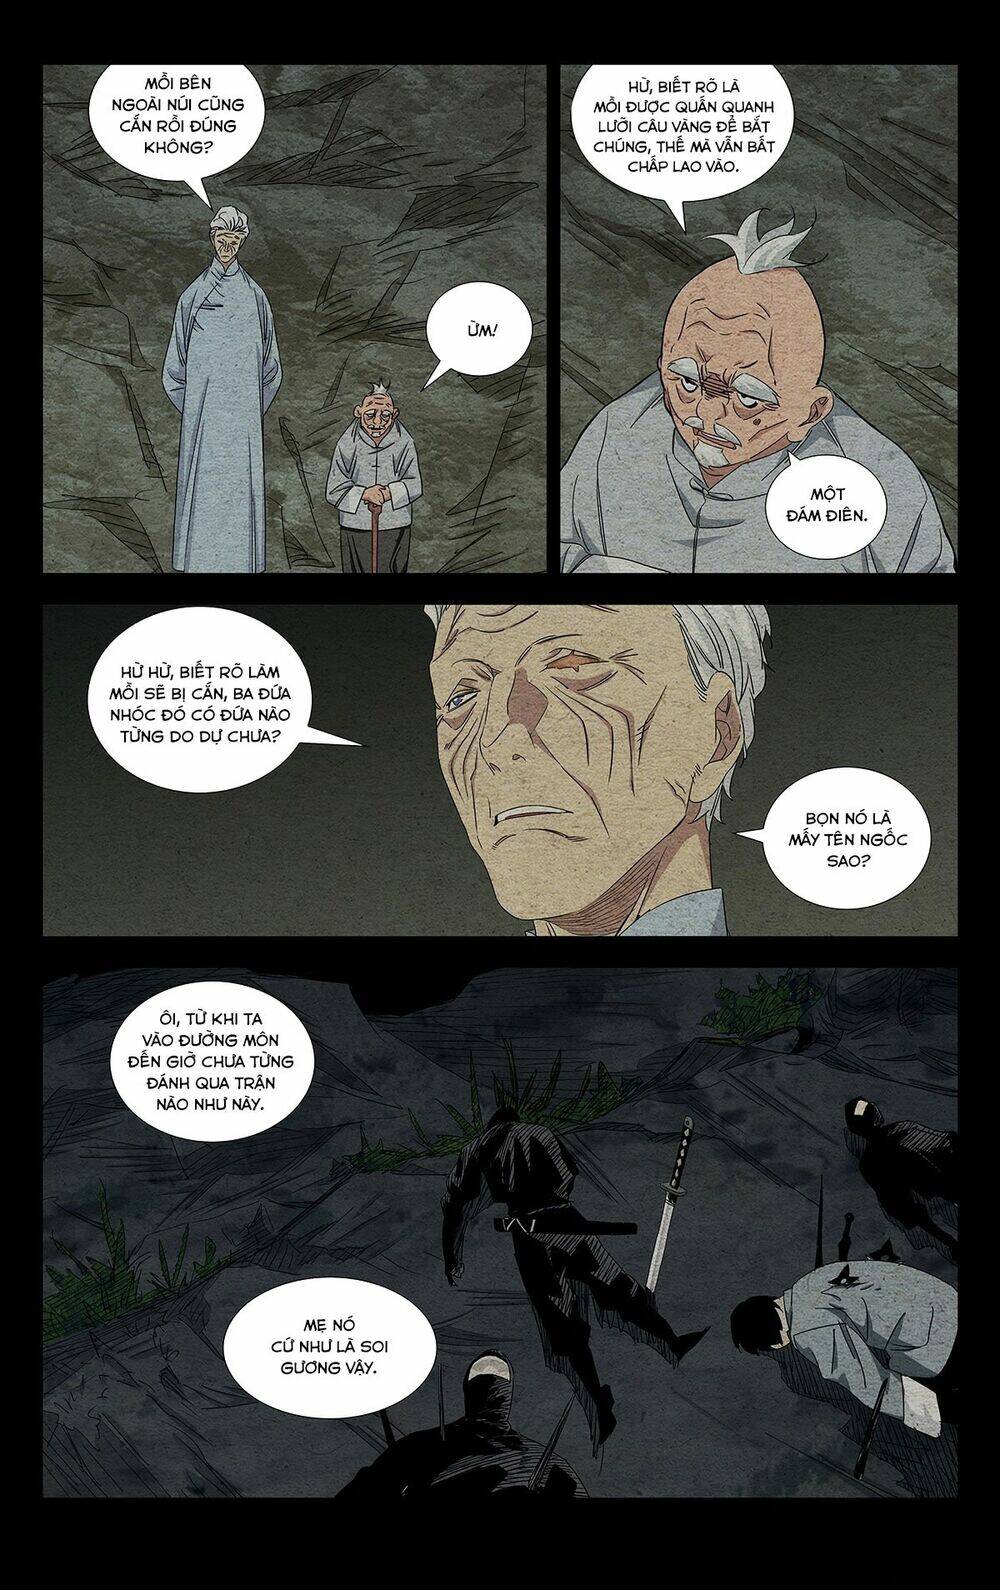 MỒI BÊN
NGOÀI NÚI CŨNG
CẮN RỒI ĐÚNG
KHÔNG?
ỪM!
HỪ, BIẾT RÕ LÀ
MỒI ĐƯỢC QUẤN QUANH
LƯỠI CÂU VÀNG ĐỂ BẮT
CHÚNG, THẾ MÀ VẪN BẤT
CHẤP LAO VÀO.
MỘT
ĐÁM ĐIÊN.
HỪ HỪ, BIẾT RÕ LÀM
MỒI SẼ BỊ CẮN, BA ĐỨA
NHÓC ĐÓ CÓ ĐỨA NÀO
TỪNG DO DỰ CHƯA?
BỌN NÓ LÀ
MẤY TÊN NGỐC
SAO?
ÔI, TỪ KHI TA
VÀO ĐƯỜNG MÔN
ĐẾN GIỜ CHƯA TỪNG
ĐÁNH QUA TRẬN
NÀO NHƯ NÀY.
MẸ NÓ
CỨ NHƯ LÀ SOI
GƯƠNG VẬY.